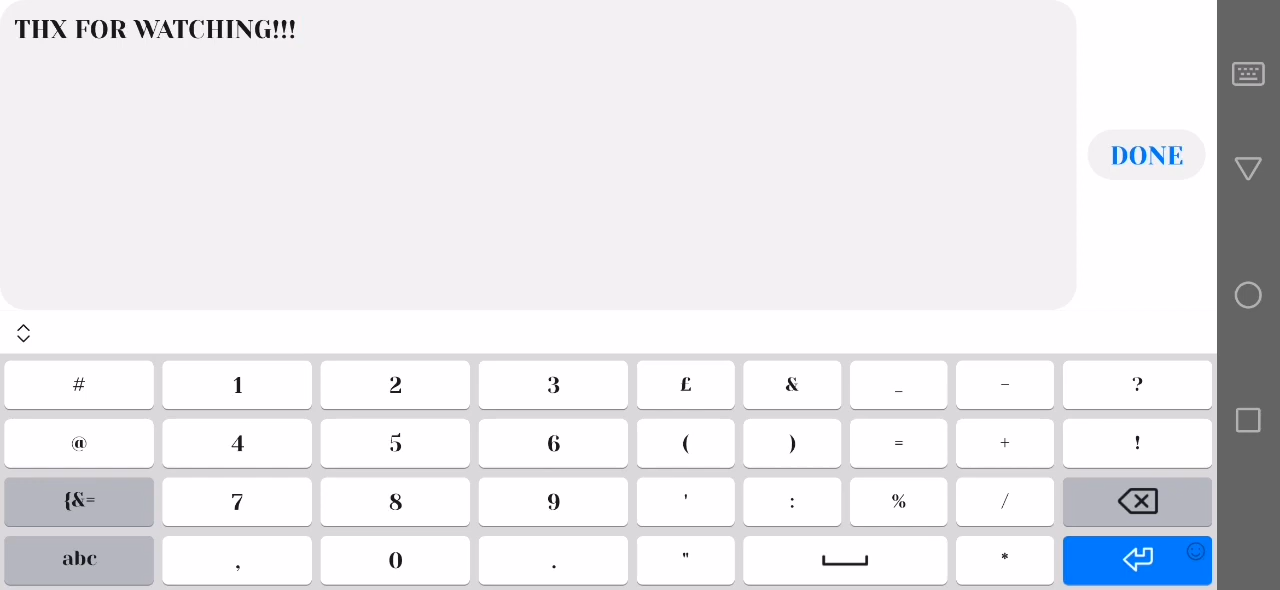 THX FOR WATCHING!!!
DONE
# 1 2 3 £ & _ - ?
@ 4 5 6 ( ) = + !
{&= 7 8 9 ' : % /
abc , 0 . " *